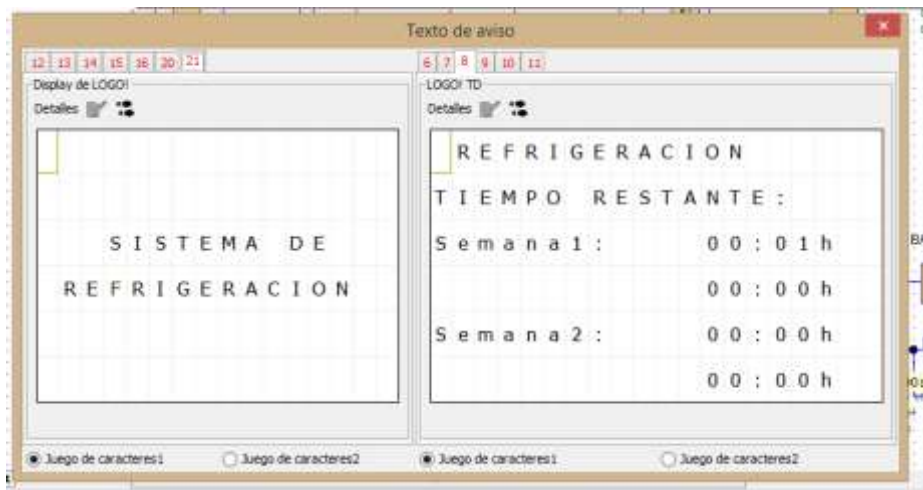 Texto de aviso
12 13 14 15 16 20 21
Display de LOGO!
Detalles
SISTEMA DE
REFRIGERACION
Juego de caracteres1
Juego de caracteres2
6 7 8 9 10 11
LOGO! TD
Detalles
REFRIGERACION
TIEMPO RESTANTE:
Semana1: 00:01h
00:00h
Semana2: 00:00h
00:00h
Juego de caracteres1
Juego de caracteres2